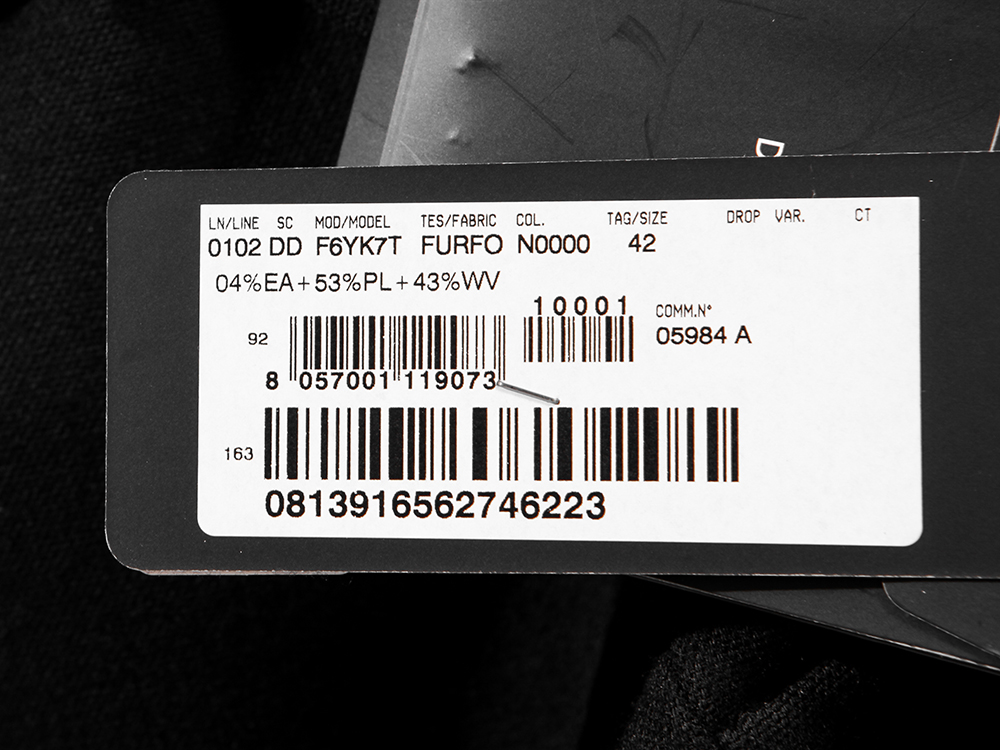 D
LN/LINE SC MOD/MODEL TES/FABRIC COL. TAG/SIZE DROP VAR. CT
0102 DD F6YK7T FURFO N0000 42
04%EA+53%PL+43%WV
10001
COMM.N°
05984 A
92
8 057001 119073
163
0813916562746223